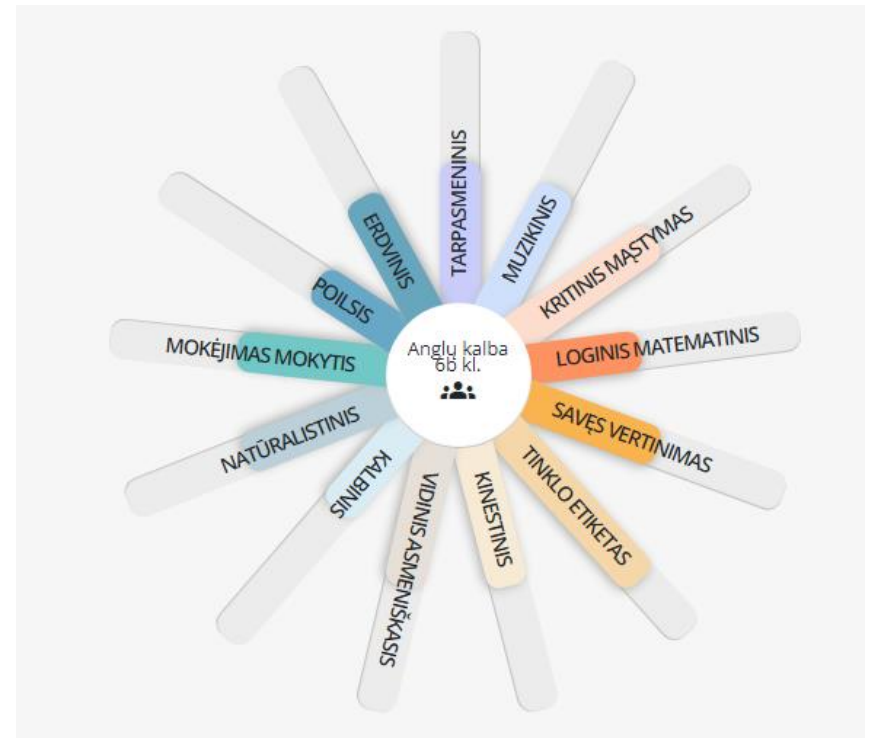 TARPASMENINIS
MUZIKINIS
KRITINIS MĄSTYMAS
LOGINIS MATEMATINIS
SAVĘS VERTINIMAS
TINKLO ETIKETAS
KINESTINIS
VIDINIS ASMENIŠKASIS
KALBINIS
NATŪRALISTINIS
MOKĖJIMAS MOKYTIS
POILSIS
ERDVINIS
Anglų kalba
6b kl.